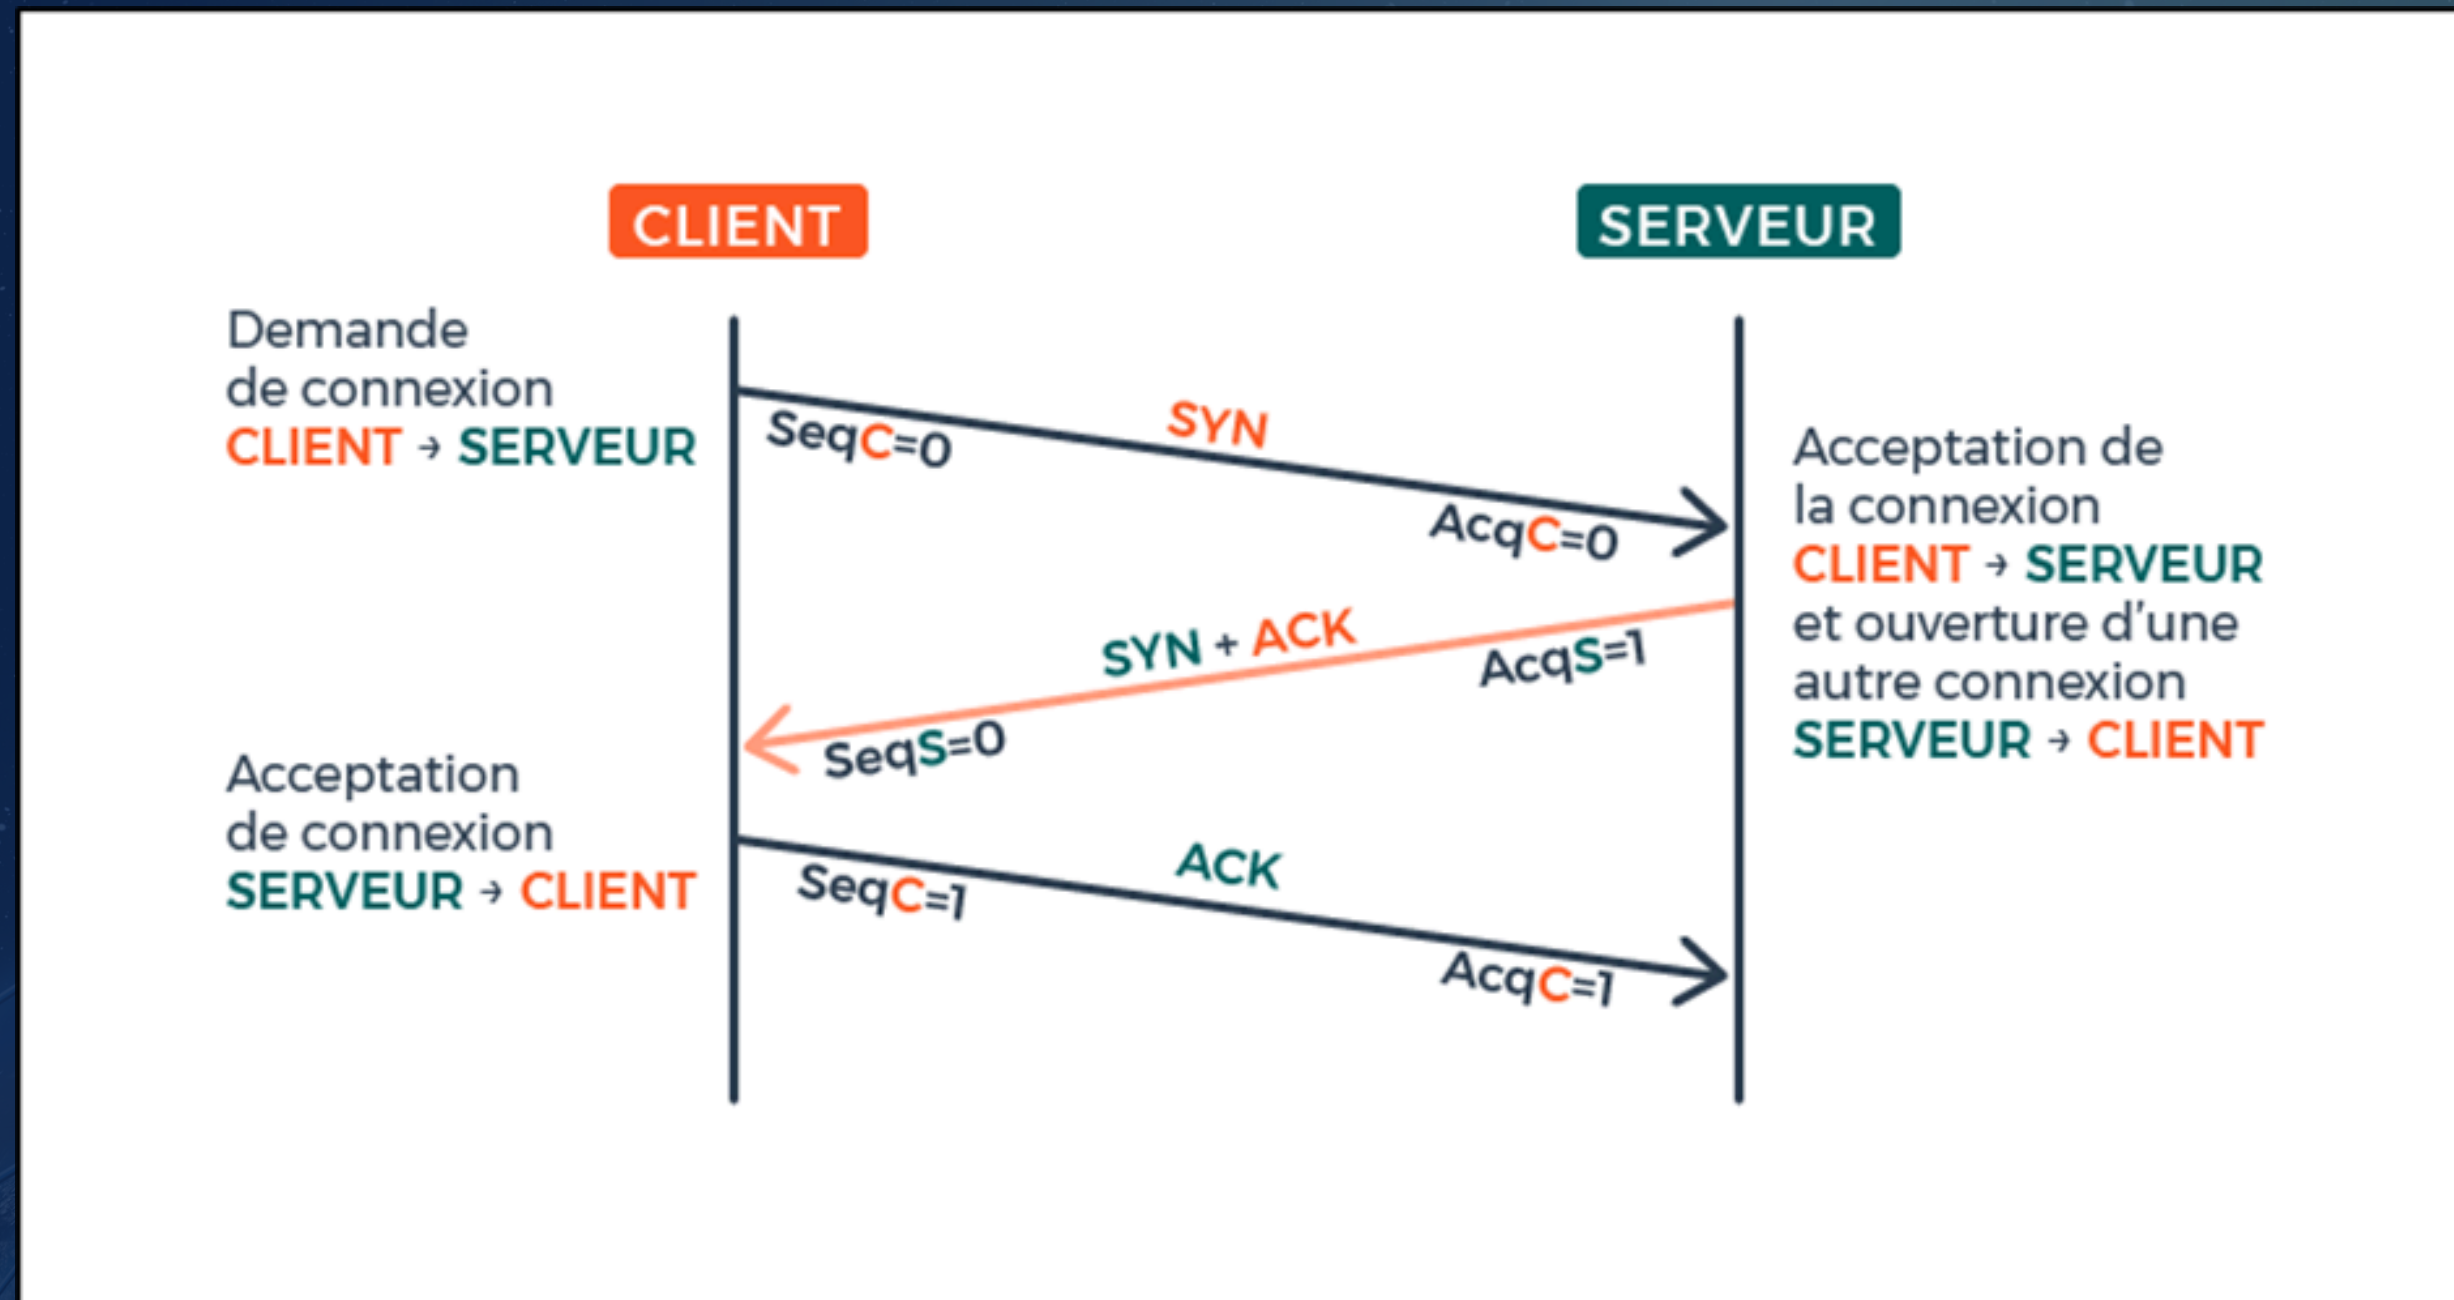 CLIENT
SERVEUR
Demande
de connexion
CLIENT → SERVEUR
SYN
SeqC=0
AcqC=0
Acceptation de
la connexion
CLIENT → SERVEUR
et ouverture d’une
autre connexion
SERVEUR → CLIENT
SYN + ACK
AcqS=1
SeqS=0
Acceptation
de connexion
SERVEUR → CLIENT
ACK
SeqC=1
AcqC=1